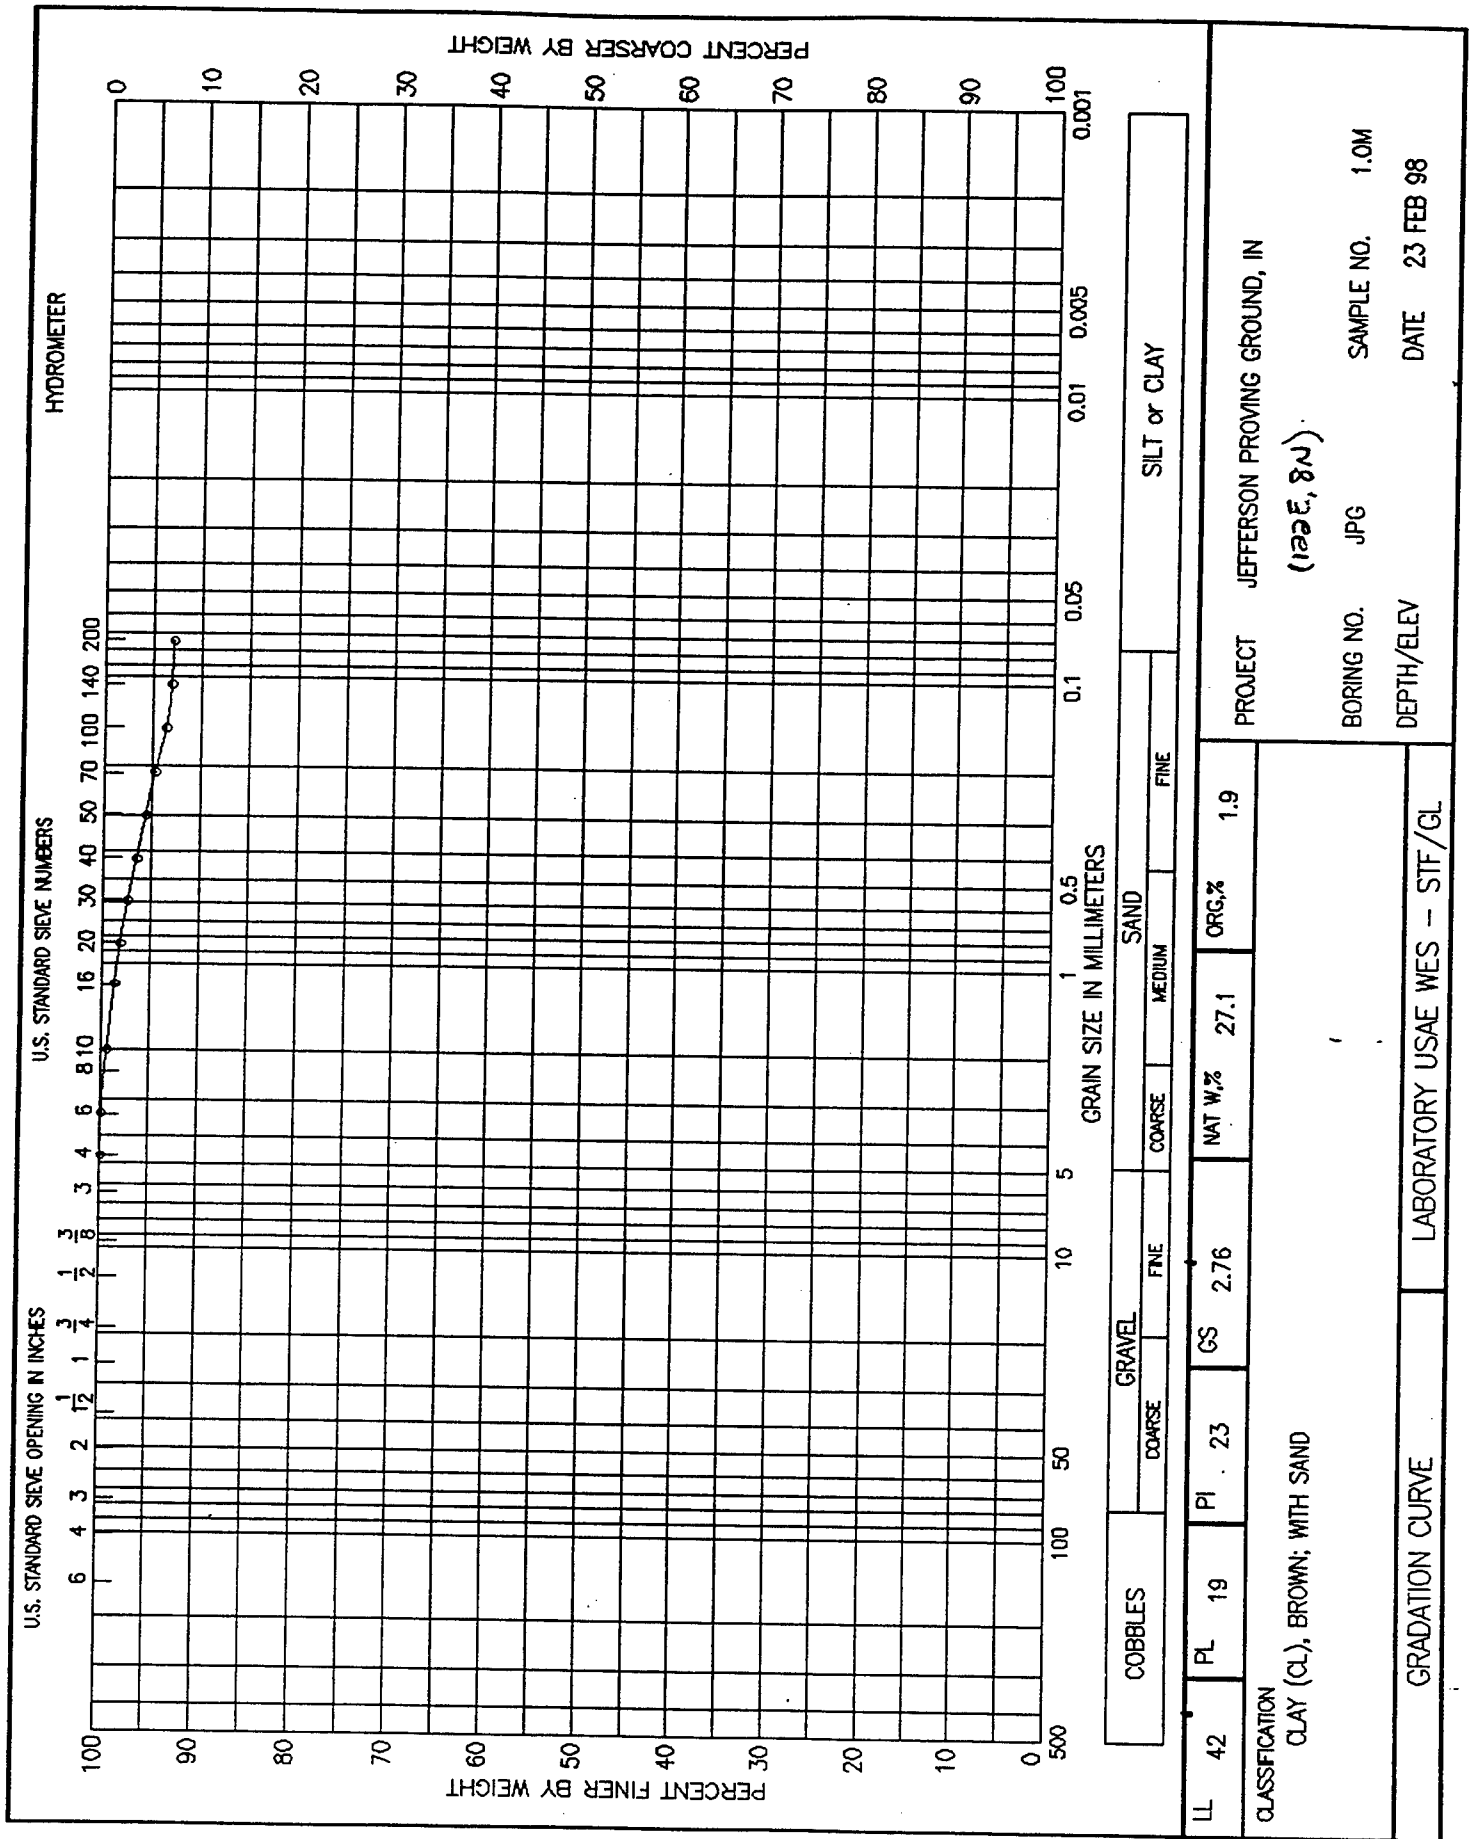 U.S. STANDARD SIEVE OPENING IN INCHES
U.S. STANDARD SIEVE NUMBERS
HYDROMETER
6 4 3 2 1 1/2 1 3/4 1/2 3/8 3 4 6 8 10 16 20 30 40 50 70 100 140 200
PERCENT FINER BY WEIGHT
100
90
80
70
60
50
40
30
20
10
0
PERCENT COARSER BY WEIGHT
0
10
20
30
40
50
60
70
80
90
100
500 100 50 10 5 1 0.5 0.1 0.05 0.01 0.005 0.001
GRAIN SIZE IN MILLIMETERS
COBBLES
GRAVEL
COARSE
FINE
SAND
COARSE
MEDIUM
FINE
SILT or CLAY
LL 42
PL 19
PI 23
GS 2.76
NAT W,% 27.1
ORG,% 1.9
CLASSIFICATION
CLAY (CL), BROWN; WITH SAND
PROJECT JEFFERSON PROVING GROUND, IN
(122E, 8N)
BORING NO. JPG
SAMPLE NO. 1.0M
DEPTH/ELEV
DATE 23 FEB 98
GRADATION CURVE
LABORATORY USAE WES - STF/GL